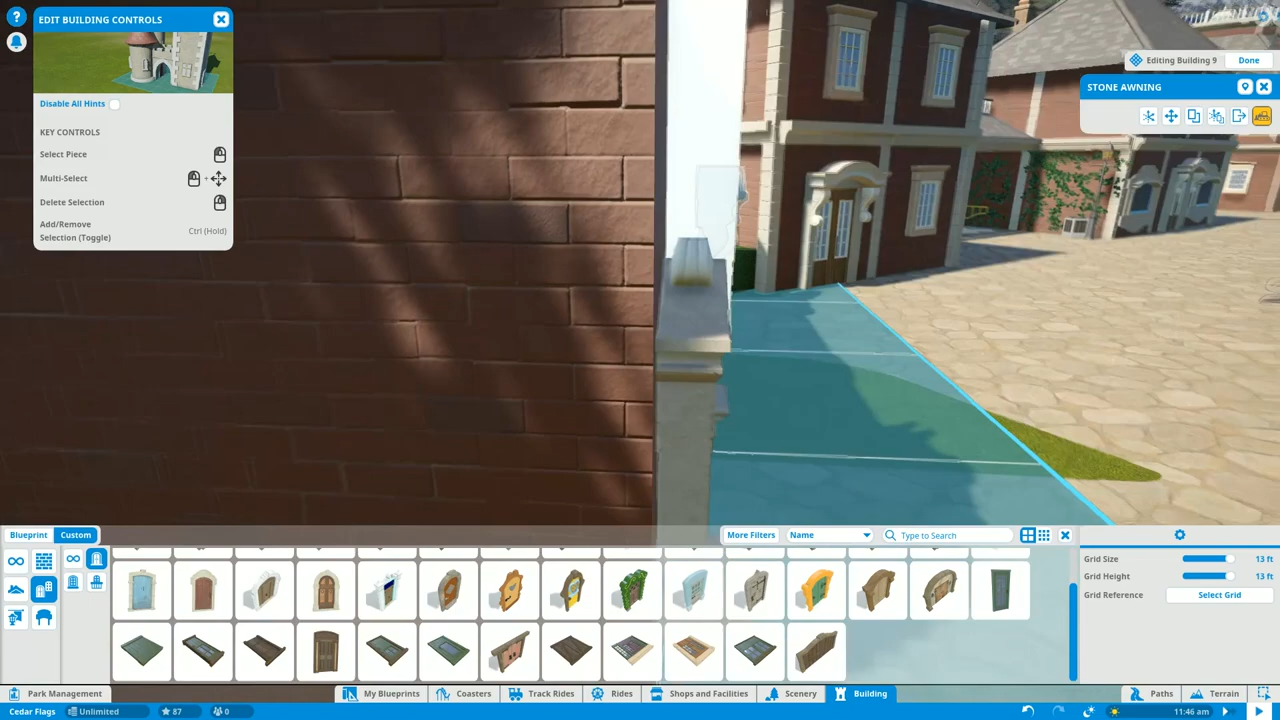 EDIT BUILDING CONTROLS
Disable All Hints
KEY CONTROLS
Select Piece
Multi-Select +
Delete Selection
Add/Remove
Selection (Toggle) Ctrl (Hold)
Editing Building 9 Done
STONE AWNING
Blueprint Custom More Filters Name Type to Search
Grid Size 13 ft
Grid Height 13 ft
Grid Reference Select Grid
Park Management My Blueprints Coasters Track Rides Rides Shops and Facilities Scenery Building Paths Terrain
Cedar Flags Unlimited 87 0 11:46 am